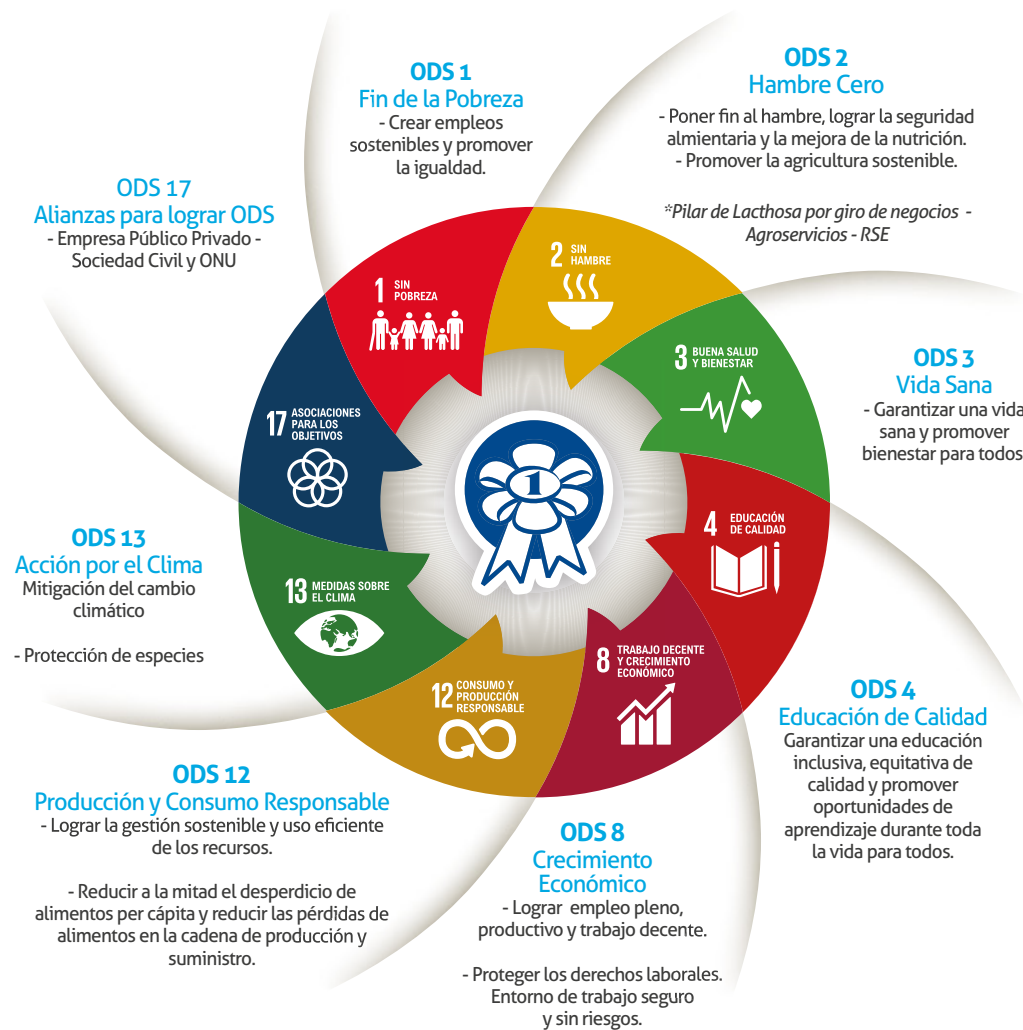 ODS 1
Fin de la Pobreza
- Crear empleos
sostenibles y promover
la igualdad.
ODS 2
Hambre Cero
- Poner fin al hambre, lograr la seguridad
almientaria y la mejora de la nutrición.
- Promover la agricultura sostenible.
*Pilar de Lacthosa por giro de negocios -
Agroservicios - RSE
ODS 17
Alianzas para lograr ODS
- Empresa Público Privado -
Sociedad Civil y ONU
ODS 3
Vida Sana
- Garantizar una vida
sana y promover
bienestar para todos
ODS 13
Acción por el Clima
Mitigación del cambio
climático
- Protección de especies
ODS 4
Educación de Calidad
Garantizar una educación
inclusiva, equitativa de
calidad y promover
oportunidades de
aprendizaje durante toda
la vida para todos.
ODS 12
Producción y Consumo Responsable
- Lograr la gestión sostenible y uso eficiente
de los recursos.
- Reducir a la mitad el desperdicio de
alimentos per cápita y reducir las pérdidas de
alimentos en la cadena de producción y
suministro.
ODS 8
Crecimiento
Económico
- Lograr empleo pleno,
productivo y trabajo decente.
- Proteger los derechos laborales.
Entorno de trabajo seguro
y sin riesgos.
1 SIN
POBREZA
2 SIN
HAMBRE
3 BUENA SALUD
Y BIENESTAR
4 EDUCACIÓN
DE CALIDAD
8 TRABAJO DECENTE
Y CRECIMIENTO
ECONÓMICO
12 CONSUMO Y
PRODUCCIÓN
RESPONSABLE
13 MEDIDAS SOBRE
EL CLIMA
17 ASOCIACIONES
PARA LOS
OBJETIVOS
1